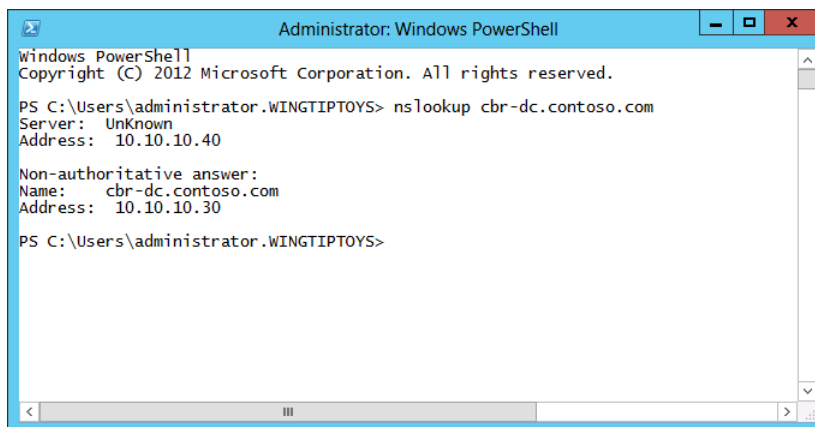 Administrator: Windows PowerShell
Windows PowerShell
Copyright (C) 2012 Microsoft Corporation. All rights reserved.
PS C:\Users\administrator.WINGTIPTOYS> nslookup cbr-dc.contoso.com
Server:  UnKnown
Address:  10.10.10.40
Non-authoritative answer:
Name:    cbr-dc.contoso.com
Address:  10.10.10.30
PS C:\Users\administrator.WINGTIPTOYS>